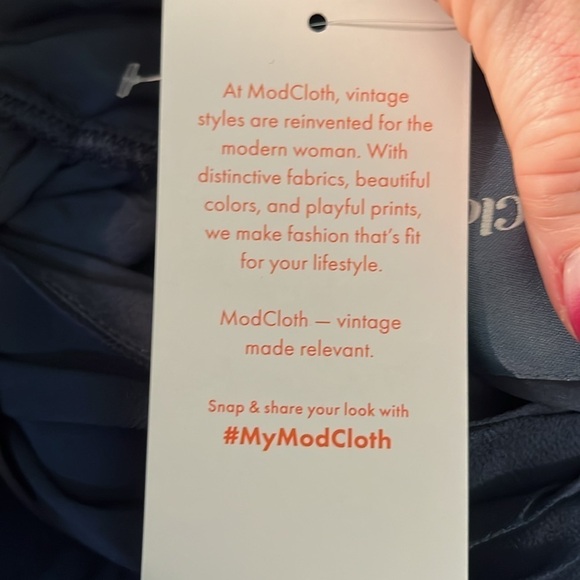 At ModCloth, vintage
styles are reinvented for the
modern woman. With
distinctive fabrics, beautiful
colors, and playful prints,
we make fashion that's fit
for your lifestyle.
ModCloth — vintage
made relevant.
Snap & share your look with
#MyModCloth